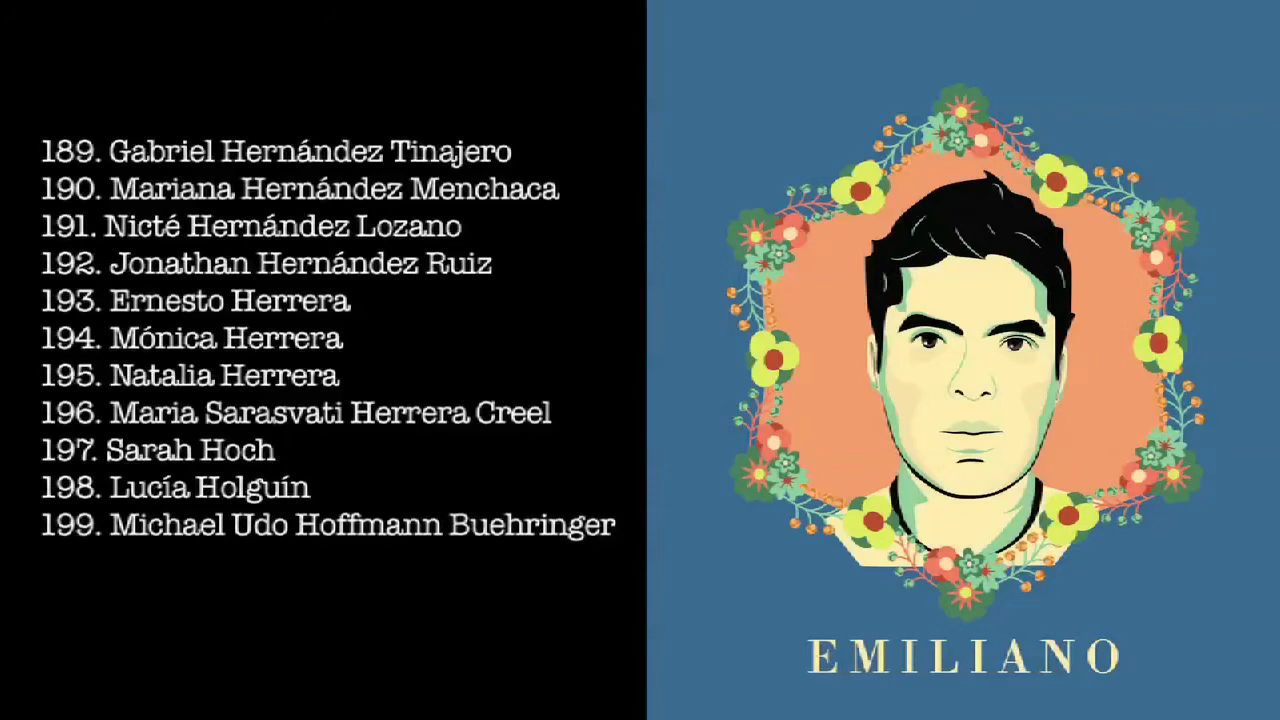 189. Gabriel Hernández Tinajero
190. Mariana Hernández Menchaca
191. Nicté Hernández Lozano
192. Jonathan Hernández Ruiz
193. Ernesto Herrera
194. Mónica Herrera
195. Natalia Herrera
196. Maria Sarasvati Herrera Creel
197. Sarah Hoch
198. Lucía Holguín
199. Michael Udo Hoffmann Buehringer
EMILIANO